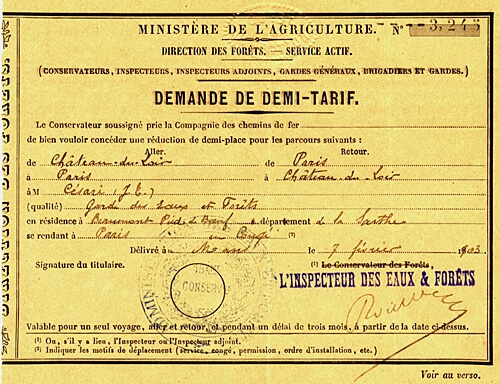 MINISTÈRE DE L'AGRICULTURE. N° 3,243
DIRECTION DES FORÊTS. — SERVICE ACTIF.
(CONSERVATEURS, INSPECTEURS, INSPECTEURS ADJOINTS, GARDES GÉNÉRAUX, BRIGADIERS ET GARDES.)
DEMANDE DE DEMI-TARIF.
Le Conservateur soussigné prie la Compagnie des chemins de fer
de bien vouloir concéder une réduction de demi-place pour les parcours suivants :
Aller. Retour.
de Château-du-Loir de Paris
à Paris à Château-du-Loir
à M César (J.E.)
(qualité) Garde des Eaux et Forêts
en résidence à Beaumont Pied-de-Bœuf département de la Sarthe
se rendant à Paris en Congé (2)
Délivré à Mans le 7 février 1903
Signature du titulaire. (1) Le Conservateur des Forêts,
L'INSPECTEUR DES EAUX & FORÊTS
CONSERV
Valable pour un seul voyage, aller et retour, et pendant un délai de trois mois, à partir de la date ci-dessus.
(1) Ou, s'il y a lieu, l'Inspecteur ou l'Inspecteur adjoint.
(2) Indiquer les motifs de déplacement (service, congé, permission, ordre d'installation, etc.)
Voir au verso.